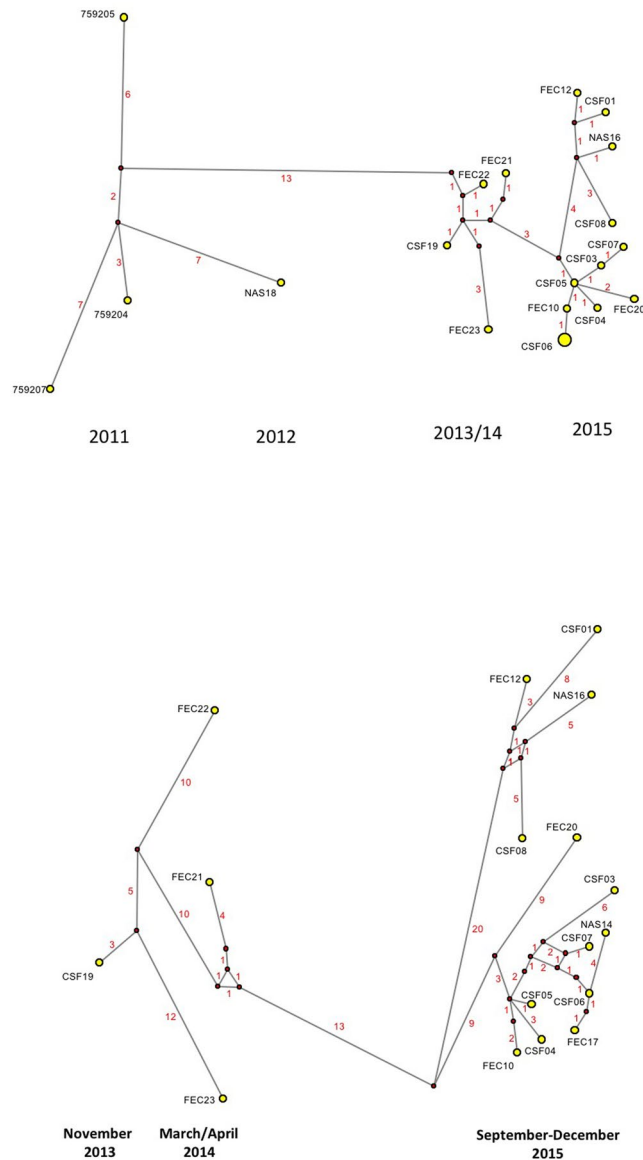 759205
6
FEC12
CSF01
1
1
1
NAS16
1
13
FEC21
FEC22
1
1
1
2
3
4
CSF08
1
1
1
3
CSF07
CSF19
1
1
CSF03
1
7
1
CSF05
1
3
NAS18
2
759204
3
FEC10
1
1
FEC20
CSF04
7
FEC23
1
CSF06
759207
2011
2012
2013/14
2015
CSF01
FEC12
8
NAS16
3
FEC22
5
1
1
1
1
10
5
FEC20
CSF08
FEC21
CSF03
5
10
4
9
6
NAS14
20
CSF07
3
1
2
1
1
4
CSF19
1
3
2
2
1
1
1
1
1
CSF05
CSF06
1
12
13
9
1
1
3
1
FEC17
2
CSF04
FEC10
FEC23
November
2013
March/April
2014
September-December
2015